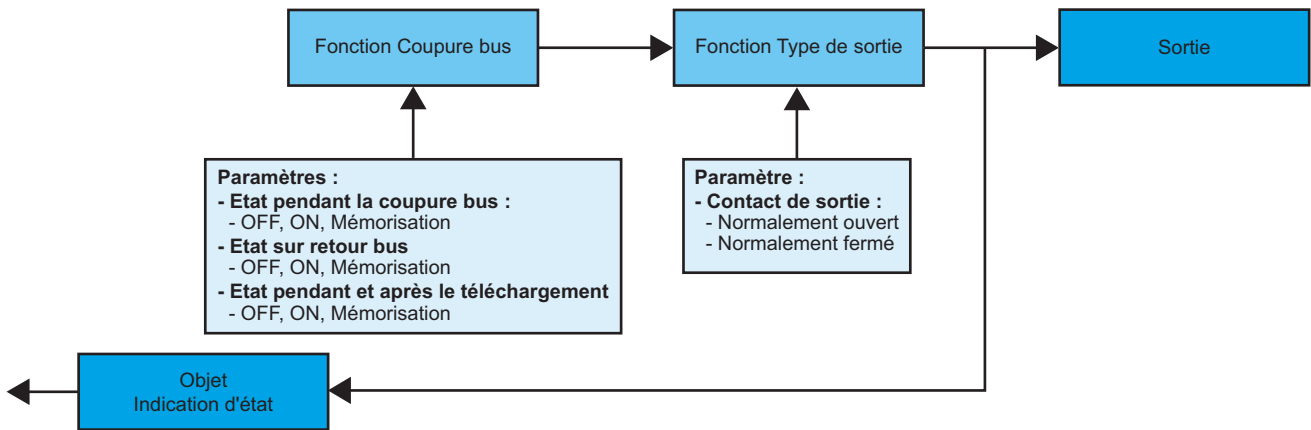 Fonction Coupure bus
Fonction Type de sortie
Sortie
Paramètres :
- Etat pendant la coupure bus :
- OFF, ON, Mémorisation
- Etat sur retour bus
- OFF, ON, Mémorisation
- Etat pendant et après le téléchargement
- OFF, ON, Mémorisation
Paramètre :
- Contact de sortie :
- Normalement ouvert
- Normalement fermé
Objet
Indication d'état